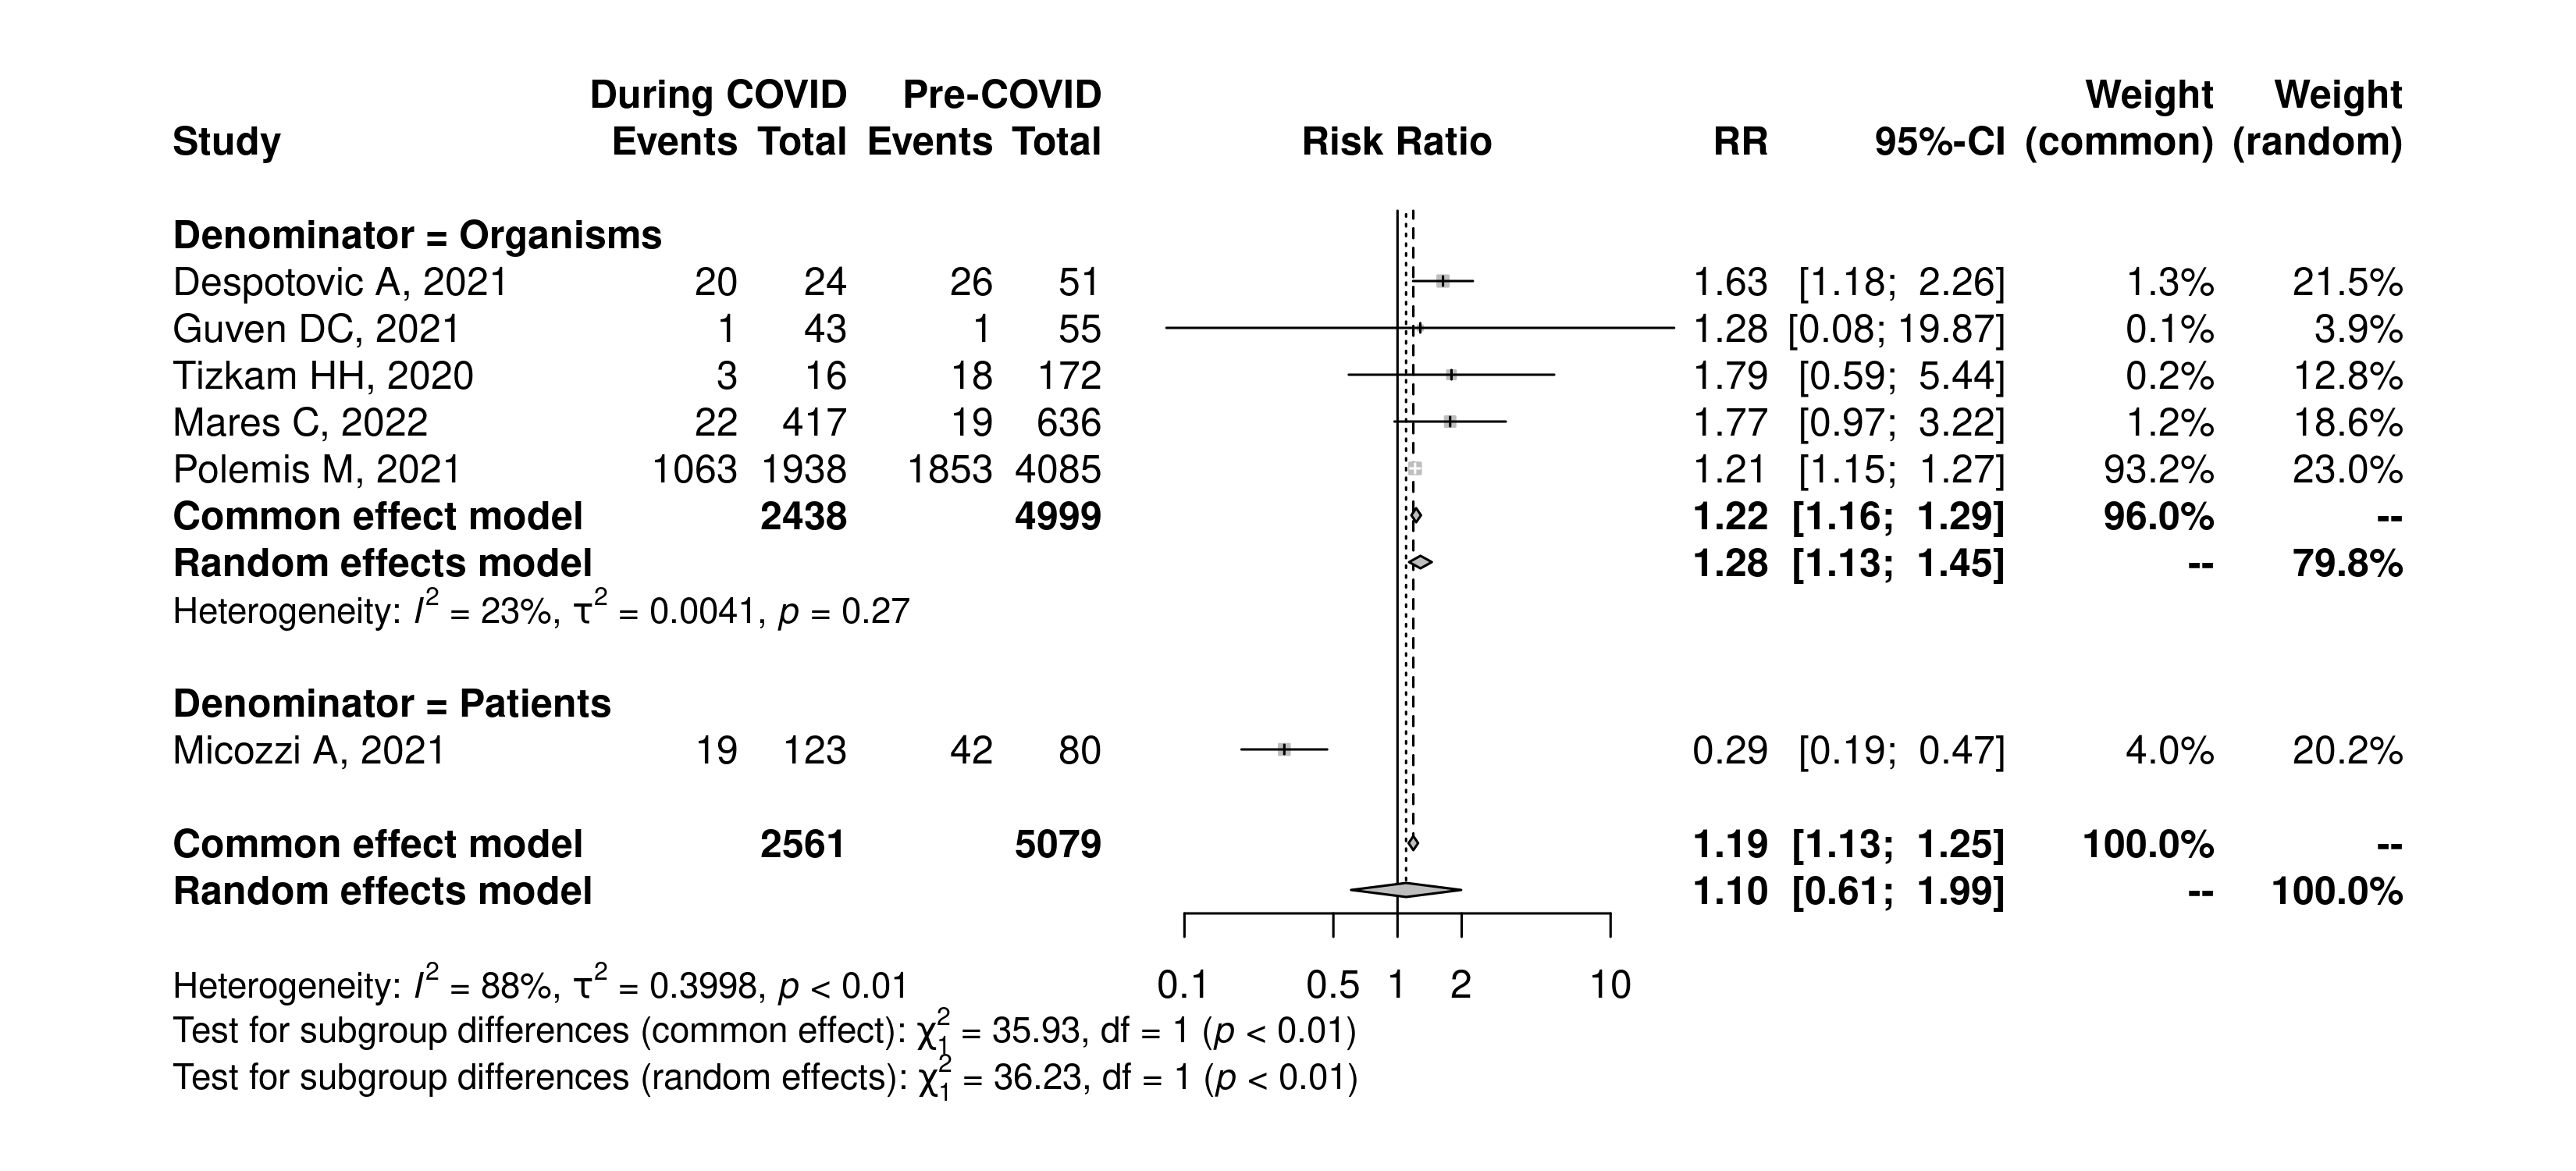 During COVID Pre-COVID Weight Weight
Study Events Total Events Total Risk Ratio RR 95%-CI (common) (random)
Denominator = Organisms
Despotovic A, 2021 20 24 26 51 1.63 [1.18; 2.26] 1.3% 21.5%
Guven DC, 2021 1 43 1 55 1.28 [0.08; 19.87] 0.1% 3.9%
Tizkam HH, 2020 3 16 18 172 1.79 [0.59; 5.44] 0.2% 12.8%
Mares C, 2022 22 417 19 636 1.77 [0.97; 3.22] 1.2% 18.6%
Polemis M, 2021 1063 1938 1853 4085 1.21 [1.15; 1.27] 93.2% 23.0%
Common effect model 2438 4999 1.22 [1.16; 1.29] 96.0% --
Random effects model 1.28 [1.13; 1.45] -- 79.8%
Heterogeneity: I² = 23%, τ² = 0.0041, p = 0.27
Denominator = Patients
Micozzi A, 2021 19 123 42 80 0.29 [0.19; 0.47] 4.0% 20.2%
Common effect model 2561 5079 1.19 [1.13; 1.25] 100.0% --
Random effects model 1.10 [0.61; 1.99] -- 100.0%
0.1 0.5 1 2 10
Heterogeneity: I² = 88%, τ² = 0.3998, p < 0.01
Test for subgroup differences (common effect): χ²₁ = 35.93, df = 1 (p < 0.01)
Test for subgroup differences (random effects): χ²₁ = 36.23, df = 1 (p < 0.01)